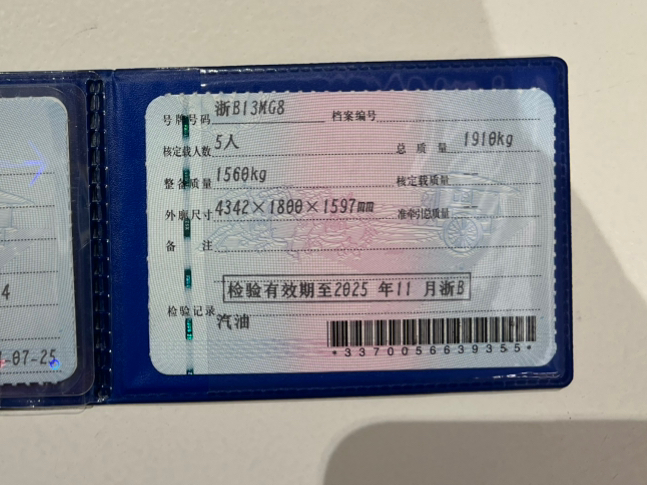 号牌号码 浙B13MG8 档案编号
核定载人数 5人 总质量 1910kg
整备质量 1560kg 核定载质量 --
外廓尺寸 4342×1800×1597mm 准牵引总质量 --
备注
检验有效期至2025年11月浙B
检验记录
汽油
*3370056639355*
4
-07-25